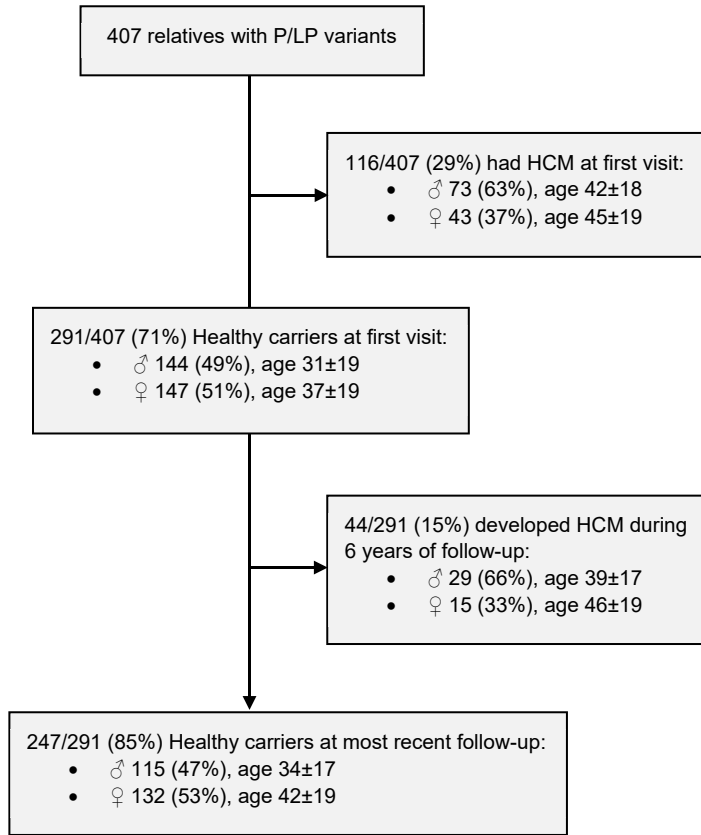 407 relatives with P/LP variants
116/407 (29%) had HCM at first visit:
• ♂ 73 (63%), age 42±18
• ♀ 43 (37%), age 45±19
291/407 (71%) Healthy carriers at first visit:
• ♂ 144 (49%), age 31±19
• ♀ 147 (51%), age 37±19
44/291 (15%) developed HCM during
6 years of follow-up:
• ♂ 29 (66%), age 39±17
• ♀ 15 (33%), age 46±19
247/291 (85%) Healthy carriers at most recent follow-up:
• ♂ 115 (47%), age 34±17
• ♀ 132 (53%), age 42±19